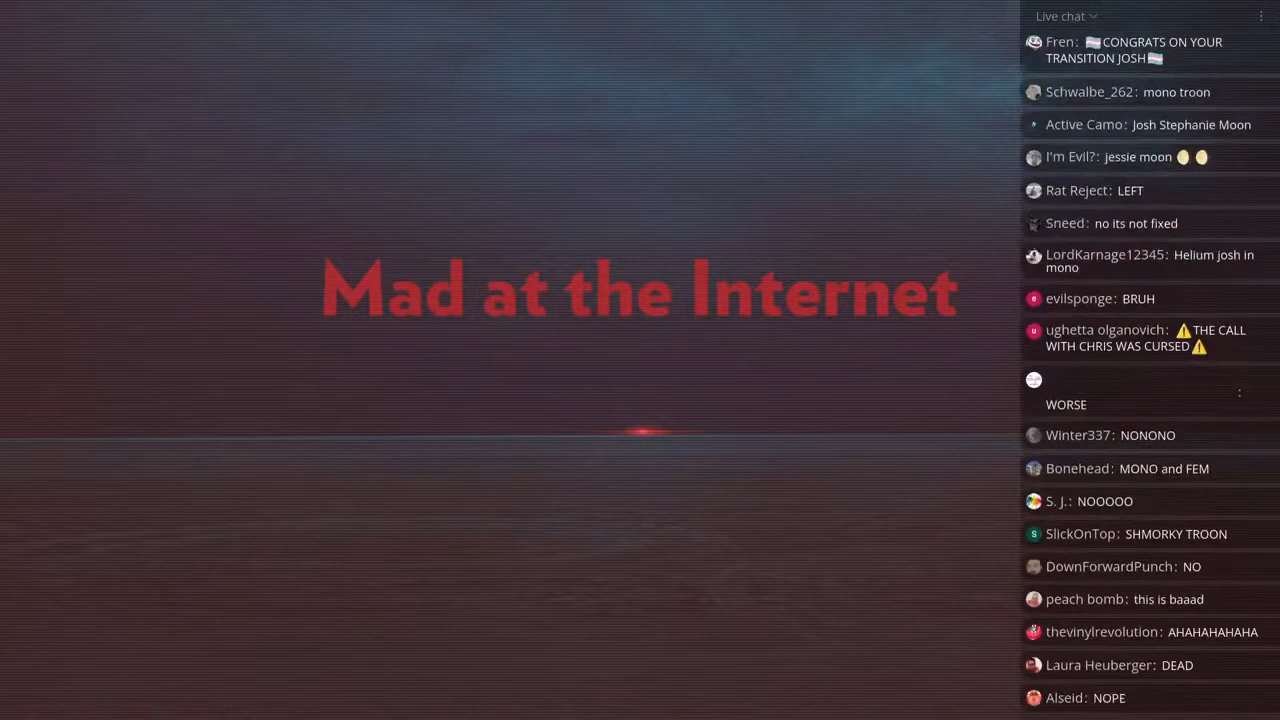 Live chat
Fren: 🏳️‍⚧️CONGRATS ON YOUR
TRANSITION JOSH🏳️‍⚧️
Schwalbe_262: mono troon
Active Camo: Josh Stephanie Moon
I'm Evil?: jessie moon 🌔 🌔
Rat Reject: LEFT
Sneed: no its not fixed
LordKarnage12345: Helium josh in
mono
Mad at the Internet
evilsponge: BRUH
ughetta olganovich: ⚠️THE CALL
WITH CHRIS WAS CURSED⚠️
:
WORSE
Winter337: NONONO
Bonehead: MONO and FEM
S. J.: NOOOOO
SlickOnTop: SHMORKY TROON
DownForwardPunch: NO
peach bomb: this is baaad
thevinylrevolution: AHAHAHAHAHA
Laura Heuberger: DEAD
Alseid: NOPE